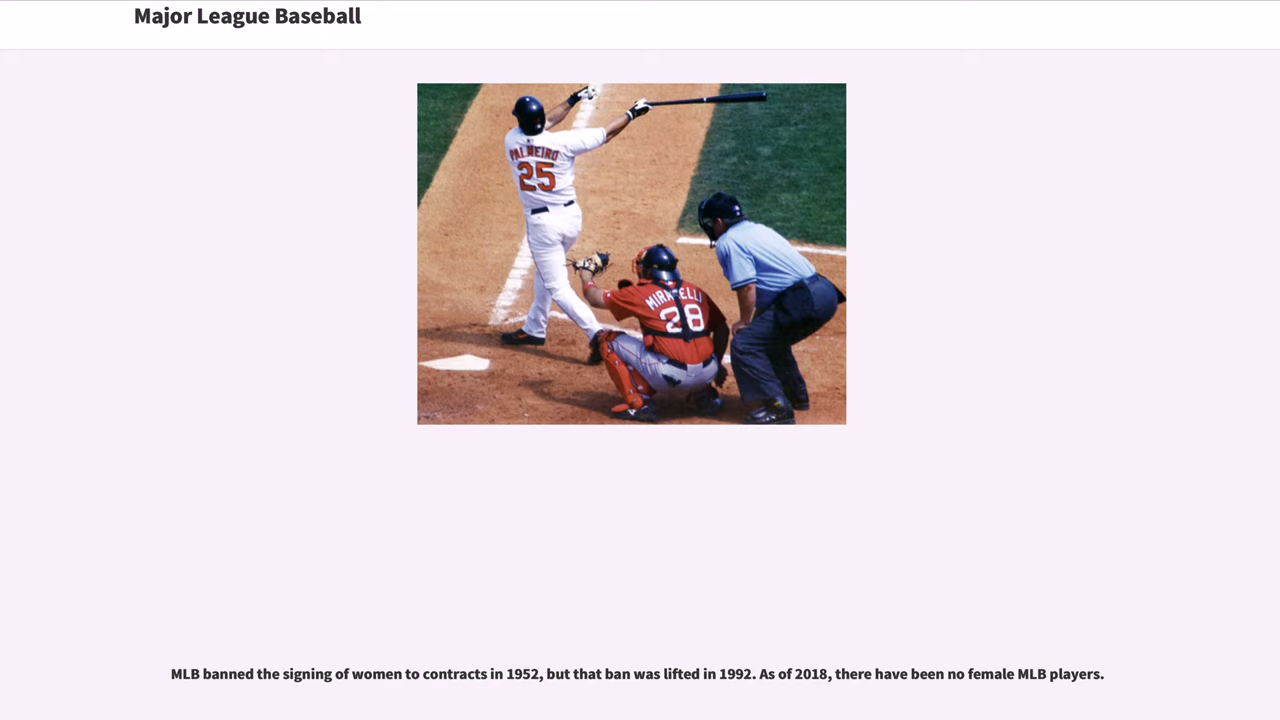 Major League Baseball
PALMEIRO
25
MIRABELLI
28
MLB banned the signing of women to contracts in 1952, but that ban was lifted in 1992. As of 2018, there have been no female MLB players.